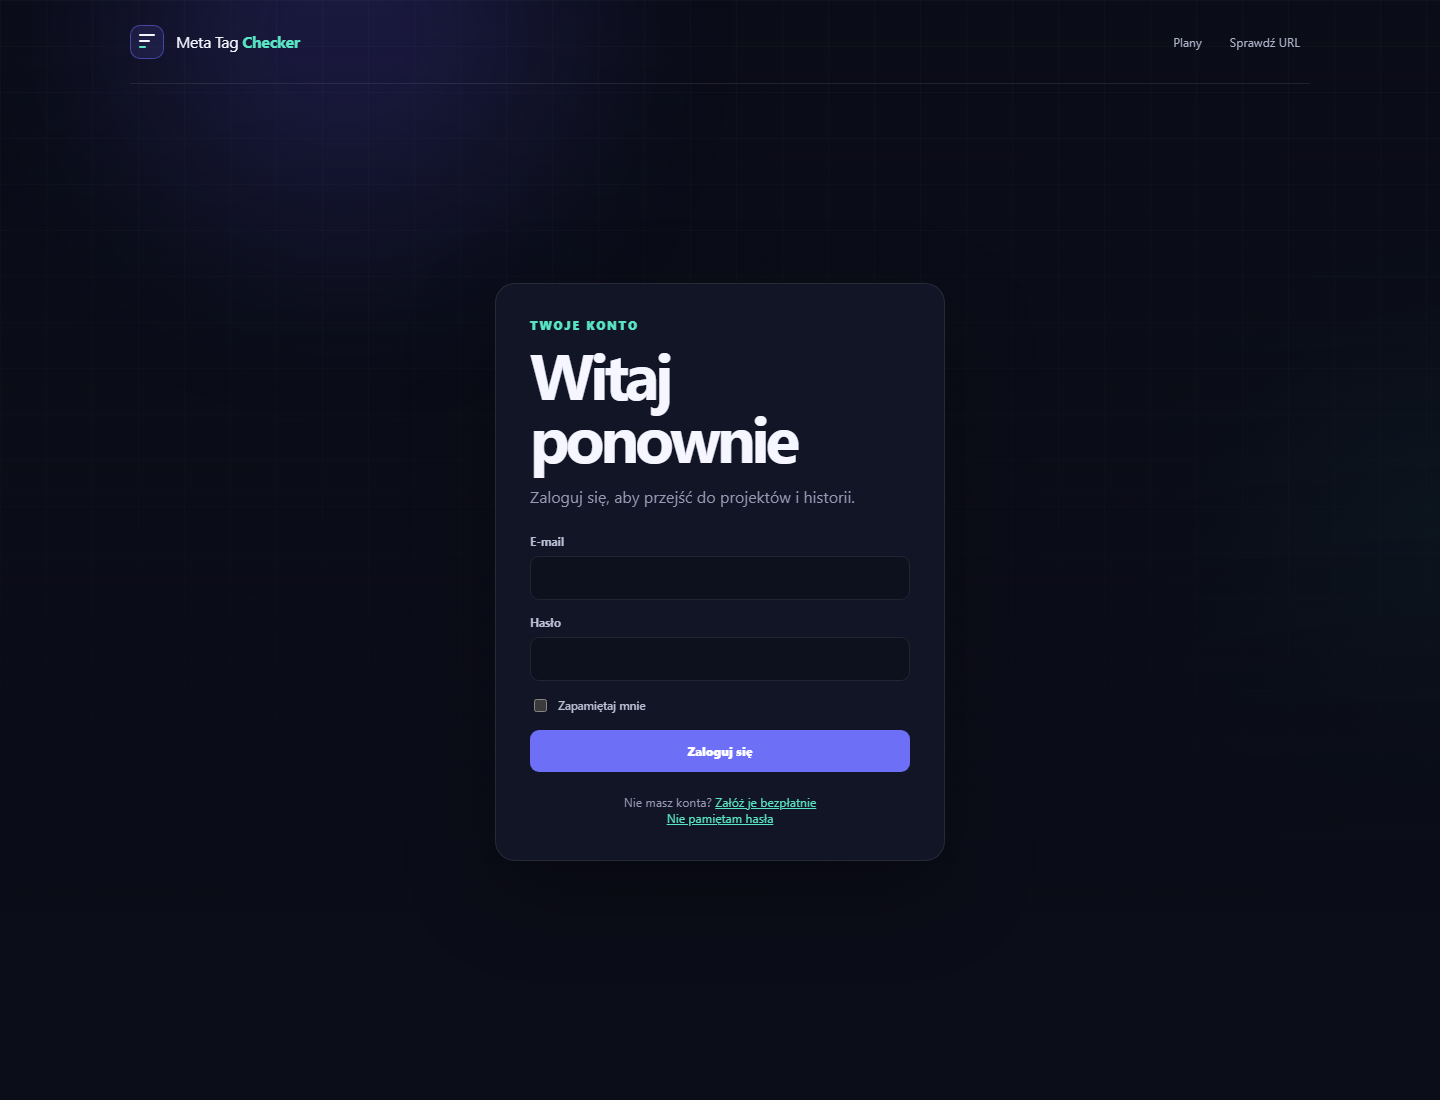 Meta Tag Checker
Plany
Sprawdź URL
TWOJE KONTO
Witaj
ponownie
Zaloguj się, aby przejść do projektów i historii.
E-mail
Hasło
Zapamiętaj mnie
Zaloguj się
Nie masz konta? Załóż je bezpłatnie
Nie pamiętam hasła